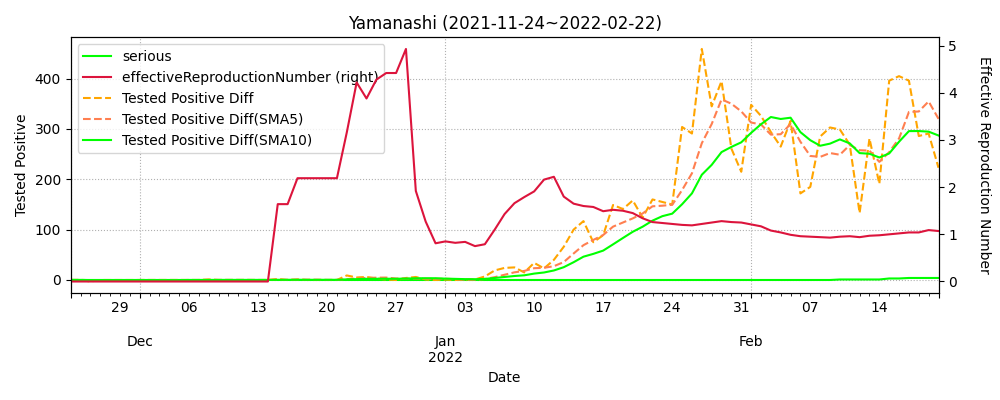 Yamanashi (2021-11-24~2022-02-22)
serious
effectiveReproductionNumber (right)
Tested Positive Diff
Tested Positive Diff(SMA5)
Tested Positive Diff(SMA10)
Tested Positive
400
300
200
100
0
5
4
3
2
1
0
Effective Reproduction Number
29 06 13 20 27 03 10 17 24 31 07 14
Dec Jan Feb
2022
Date